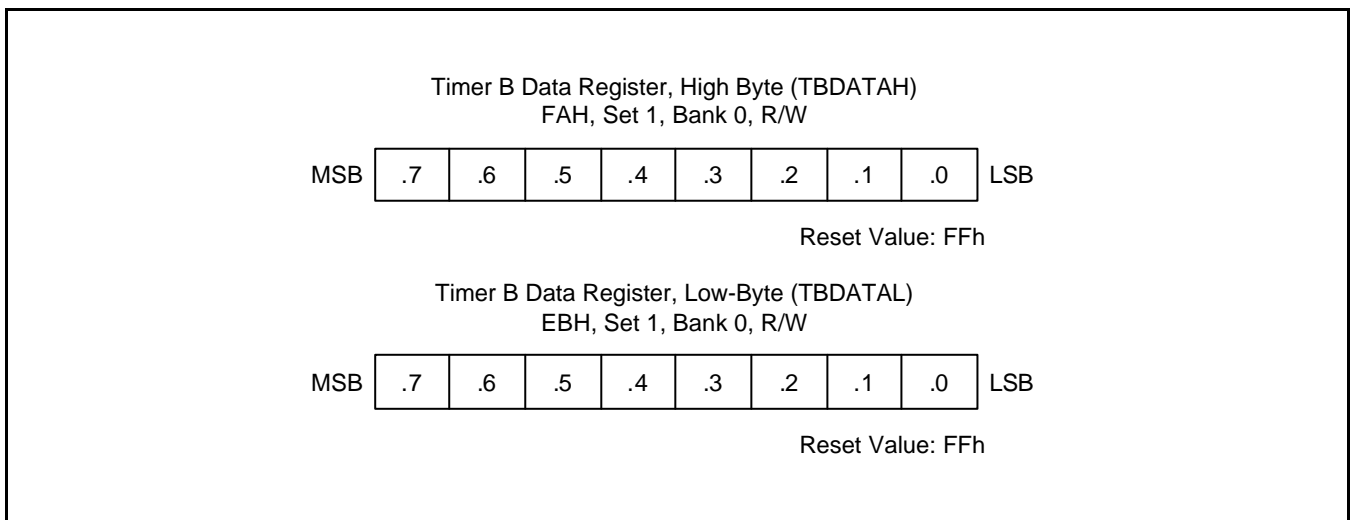 Timer B Data Register, High Byte (TBDATAH)
FAH, Set 1, Bank 0, R/W
MSB .7 .6 .5 .4 .3 .2 .1 .0 LSB
Reset Value: FFh
Timer B Data Register, Low-Byte (TBDATAL)
EBH, Set 1, Bank 0, R/W
MSB .7 .6 .5 .4 .3 .2 .1 .0 LSB
Reset Value: FFh